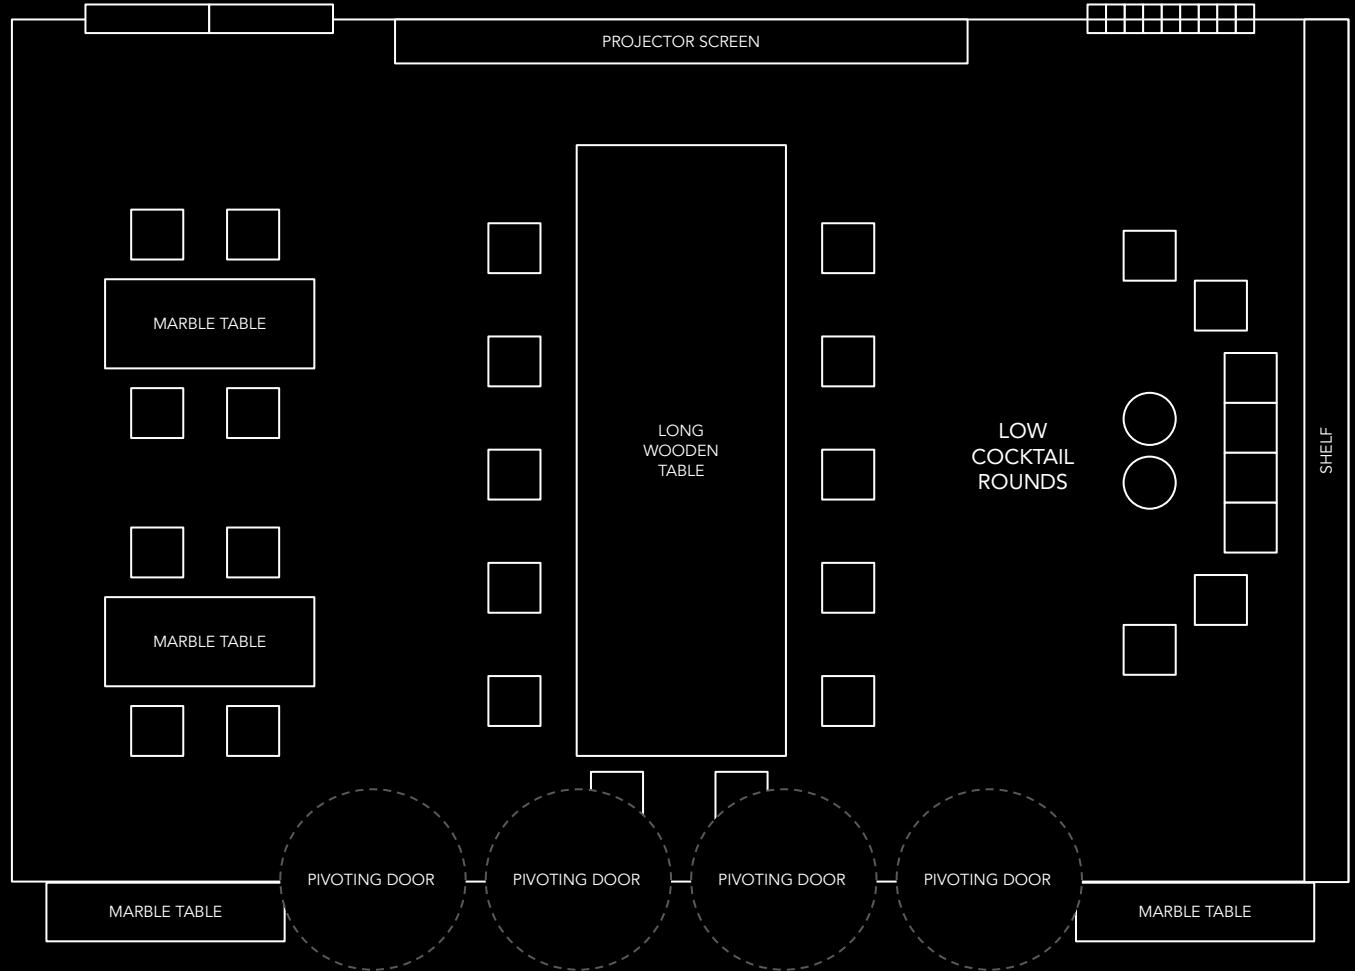 PROJECTOR SCREEN
MARBLE TABLE
LONG
WOODEN
TABLE
LOW
COCKTAIL
ROUNDS
SHELF
MARBLE TABLE
PIVOTING DOOR
PIVOTING DOOR
PIVOTING DOOR
PIVOTING DOOR
MARBLE TABLE
MARBLE TABLE